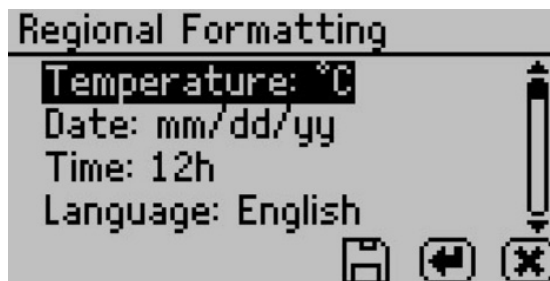 Regional Formatting
Temperature: °C
Date: mm/dd/yy
Time: 12h
Language: English